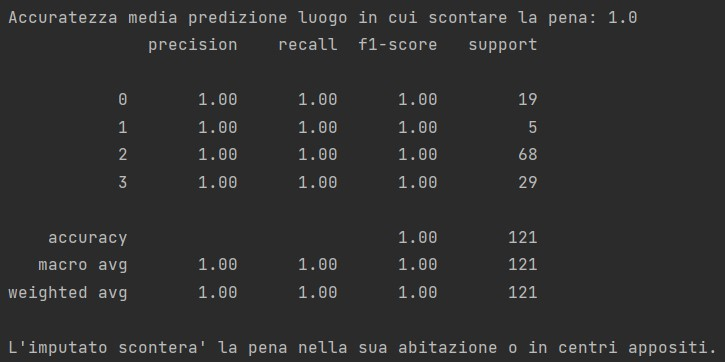 Accuratezza media predizione luogo in cui scontare la pena: 1.0
precision recall f1-score support
0 1.00 1.00 1.00 19
1 1.00 1.00 1.00 5
2 1.00 1.00 1.00 68
3 1.00 1.00 1.00 29
accuracy 1.00 121
macro avg 1.00 1.00 1.00 121
weighted avg 1.00 1.00 1.00 121
L'imputato scontera' la pena nella sua abitazione o in centri appositi.